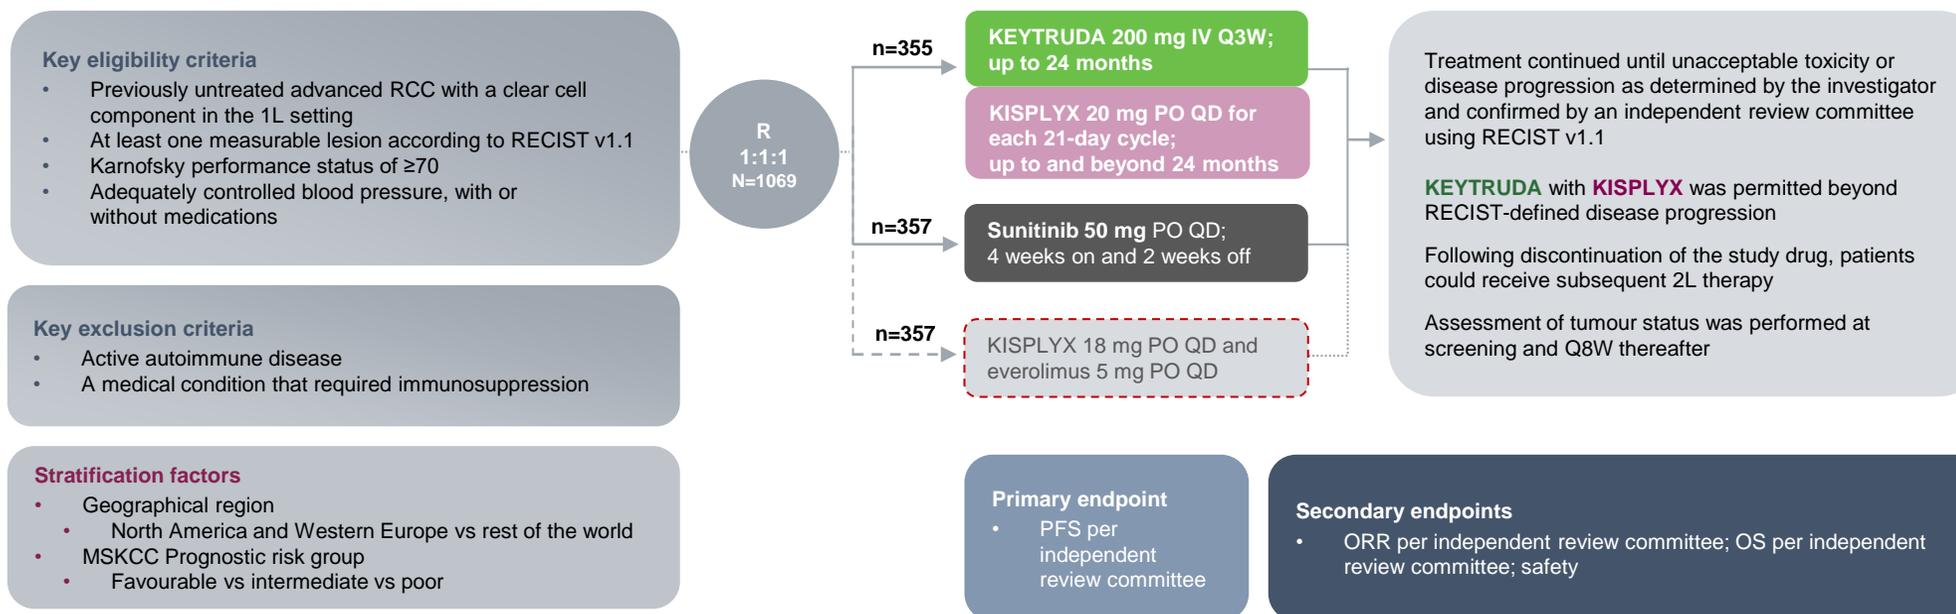 Key eligibility criteria
• Previously untreated advanced RCC with a clear cell
component in the 1L setting
• At least one measurable lesion according to RECIST v1.1
• Karnofsky performance status of ≥70
• Adequately controlled blood pressure, with or
without medications
Key exclusion criteria
• Active autoimmune disease
• A medical condition that required immunosuppression
Stratification factors
• Geographical region
• North America and Western Europe vs rest of the world
• MSKCC Prognostic risk group
• Favourable vs intermediate vs poor
R
1:1:1
N=1069
n=355
KEYTRUDA 200 mg IV Q3W;
up to 24 months
KISPLYX 20 mg PO QD for
each 21-day cycle;
up to and beyond 24 months
n=357
Sunitinib 50 mg PO QD;
4 weeks on and 2 weeks off
n=357
KISPLYX 18 mg PO QD and
everolimus 5 mg PO QD
Treatment continued until unacceptable toxicity or
disease progression as determined by the investigator
and confirmed by an independent review committee
using RECIST v1.1
KEYTRUDA with KISPLYX was permitted beyond
RECIST-defined disease progression
Following discontinuation of the study drug, patients
could receive subsequent 2L therapy
Assessment of tumour status was performed at
screening and Q8W thereafter
Primary endpoint
• PFS per
independent
review committee
Secondary endpoints
• ORR per independent review committee; OS per independent
review committee; safety